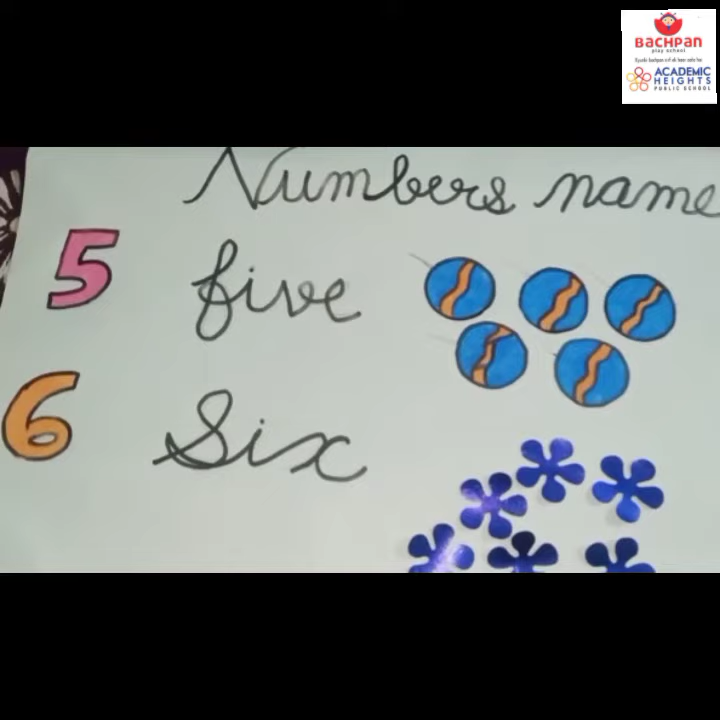 BACHPAN
play school
ACADEMIC
HEIGHTS
PUBLIC SCHOOL
Numbers name
5 five
6 Six